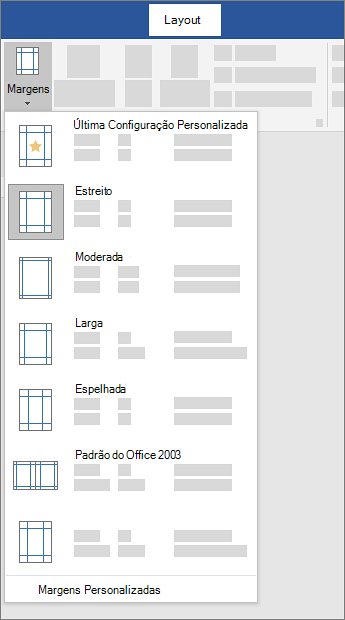 Layout
Margens
Última Configuração Personalizada
Estreito
Moderada
Larga
Espelhada
Padrão do Office 2003
Margens Personalizadas